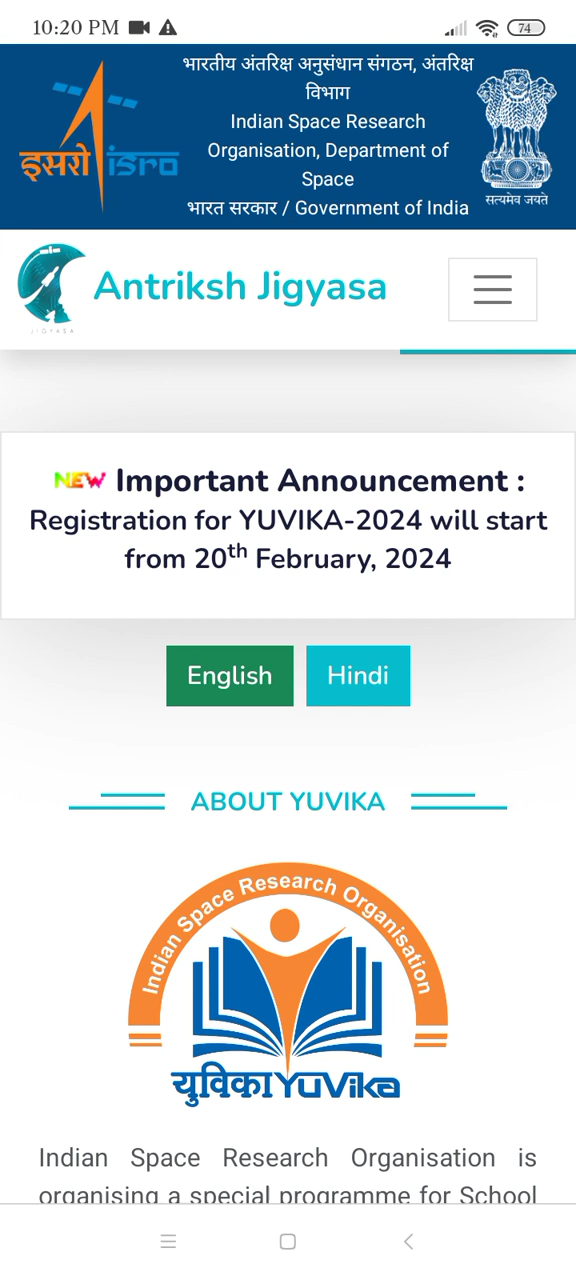 10:20 PM
74
भारतीय अंतरिक्ष अनुसंधान संगठन, अंतरिक्ष
विभाग
Indian Space Research
Organisation, Department of
Space
भारत सरकार / Government of India
इसरो isro
सत्यमेव जयते
Antriksh Jigyasa
JIGYASA
NEW Important Announcement :
Registration for YUVIKA-2024 will start
from 20th February, 2024
English
Hindi
ABOUT YUVIKA
Indian Space Research Organisation
युविका YUVika
Indian Space Research Organisation is
organising a special programme for School